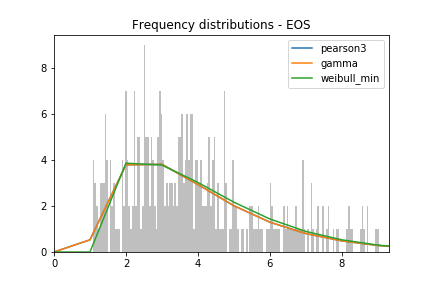 Frequency distributions - EOS
pearson3
gamma
weibull_min
8
6
4
2
0
0 2 4 6 8